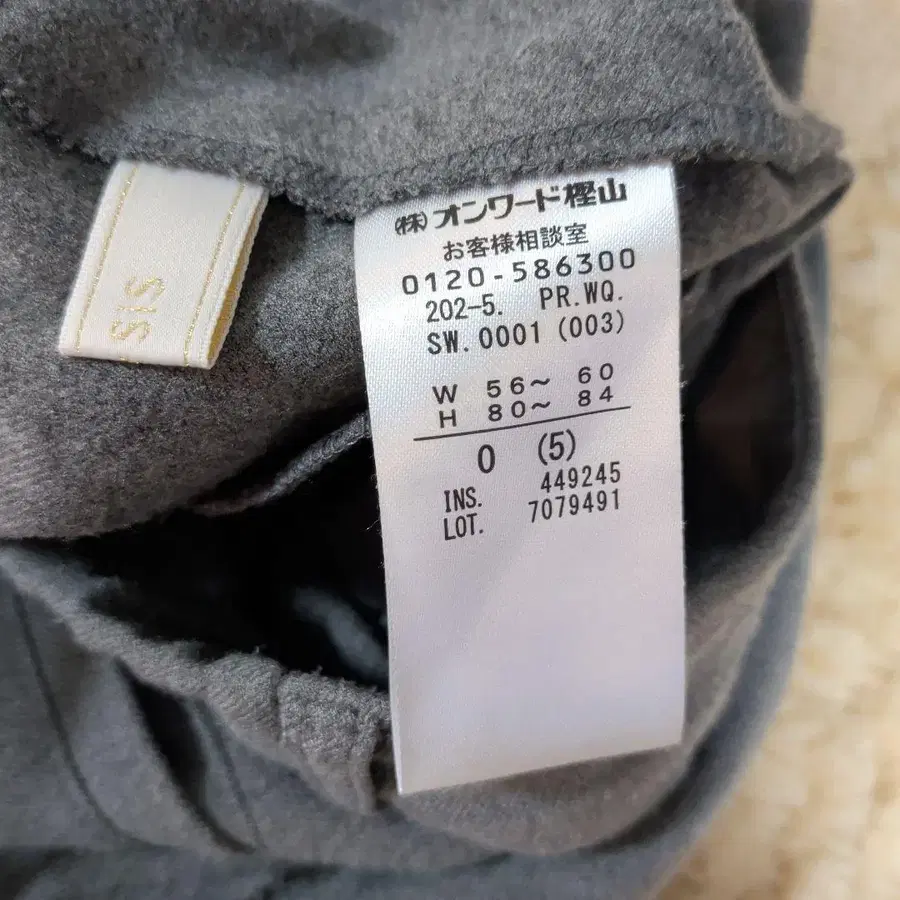 (株)オンワード樫山
お客様相談室
0120-586300
202-5. PR.WQ.
SW.0001 (003)
W 56～ 60
H 80～ 84
0 (5)
INS. 449245
LOT. 7079491
SIS